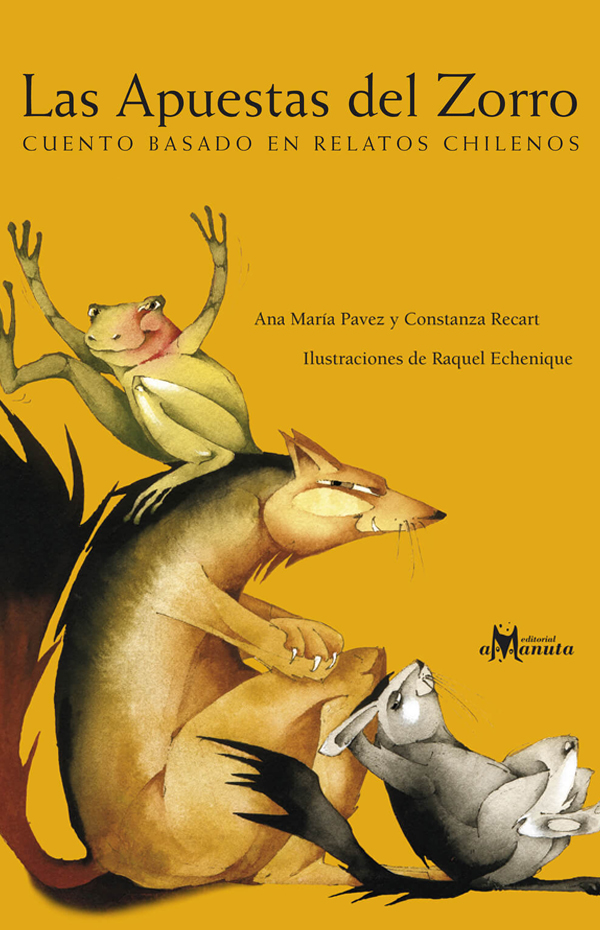 Las Apuestas del Zorro
CUENTO BASADO EN RELATOS CHILENOS
Ana María Pavez y Constanza Recart
Ilustraciones de Raquel Echenique
editorial
aManuta